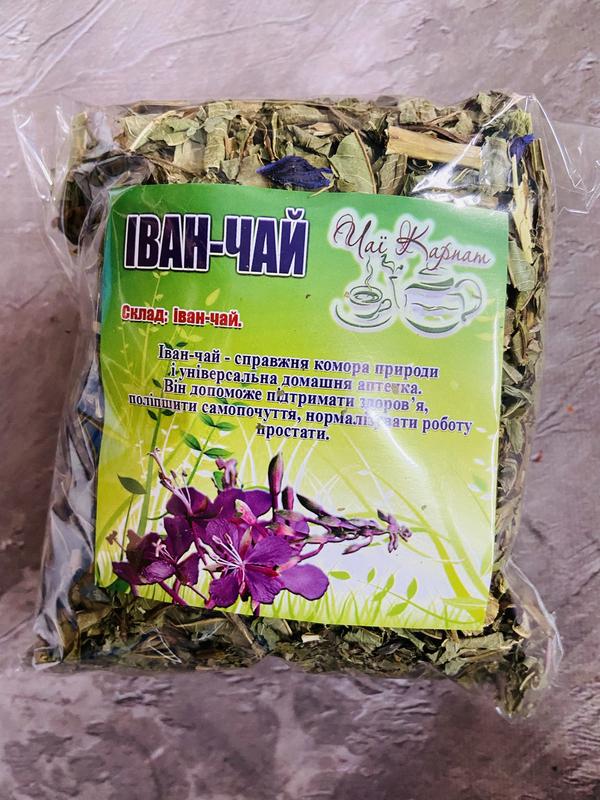 ІВАН-ЧАЙ
Чаї Карпат
Склад: Іван-чай.
Іван-чай - справжня комора природи
і універсальна домашня аптечка.
Він допоможе підтримати здоров’я,
поліпшити самопочуття, нормалізувати роботу
простати.